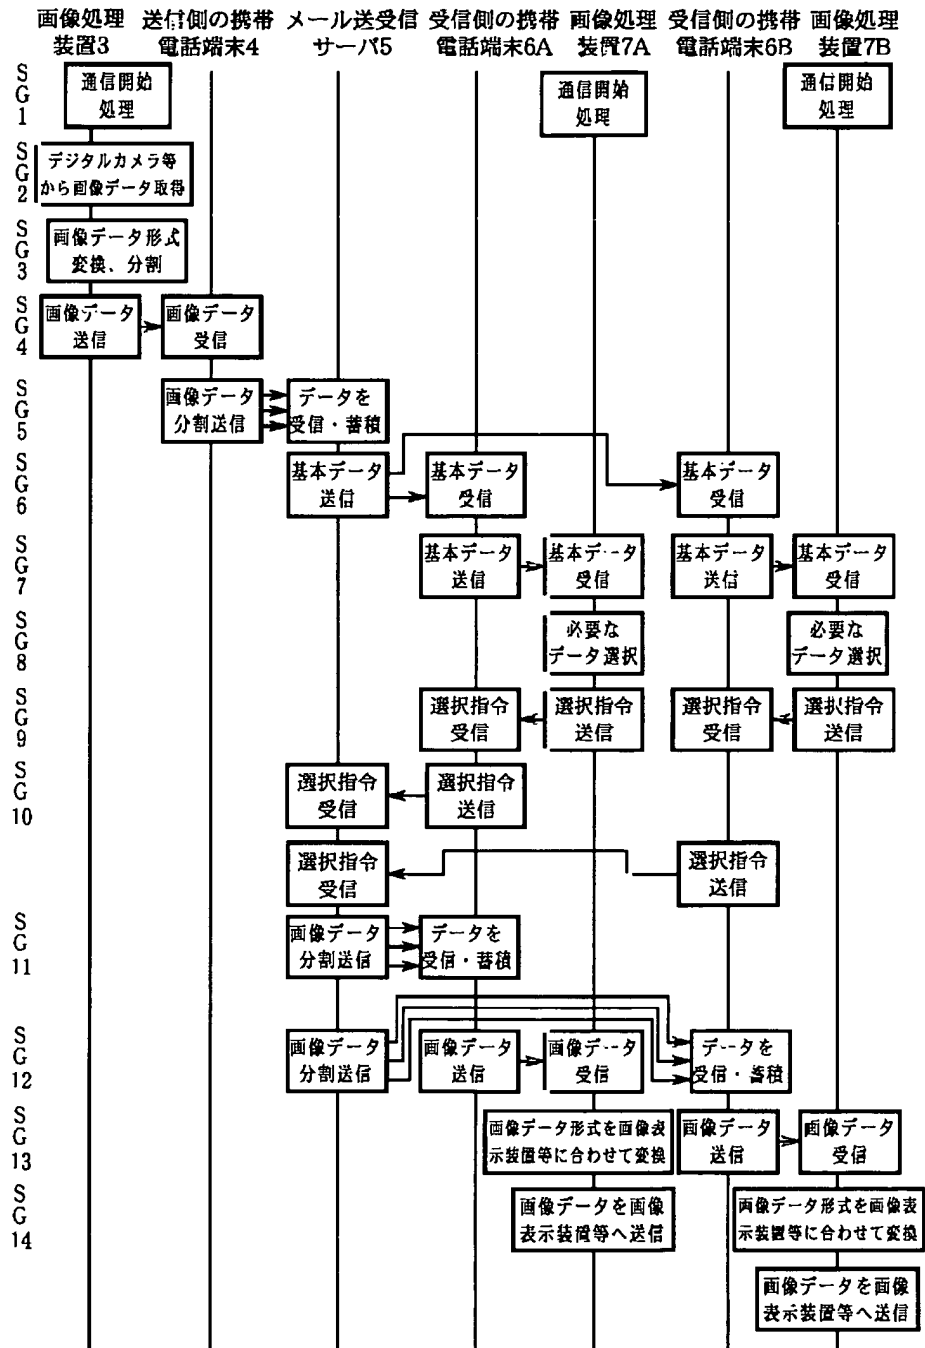 画像処理 送信側の携帯 メール送受信 受信側の携帯 画像処理 受信側の携帯 画像処理
装置3 電話端末4 サーバ5 電話端末6A 装置7A 電話端末6B 装置7B
SG1
通信開始
処理
通信開始
処理
通信開始
処理
SG2
デジタルカメラ等
から画像データ取得
SG3
画像データ形式
変換、分割
SG4
画像データ
送信
画像データ
受信
SG5
画像データ
分割送信
データを
受信・蓄積
SG6
基本データ
送信
基本データ
受信
基本データ
受信
SG7
基本データ
送信
基本データ
受信
基本データ
送信
基本データ
受信
SG8
必要な
データ選択
必要な
データ選択
SG9
選択指令
受信
選択指令
送信
選択指令
受信
選択指令
送信
SG10
選択指令
受信
選択指令
送信
選択指令
受信
選択指令
送信
SG11
画像データ
分割送信
データを
受信・蓄積
SG12
画像データ
分割送信
画像データ
送信
画像データ
受信
データを
受信・蓄積
SG13
画像データ形式を画像表
示装置等に合わせて変換
画像データ
送信
画像データ
受信
SG14
画像データを画像
表示装置等へ送信
画像データ形式を画像表
示装置等に合わせて変換
画像データを画像
表示装置等へ送信